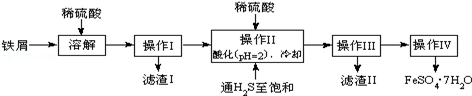 稀硫酸 稀硫酸
铁屑 溶解 操作I 操作II 操作III 操作IV
酸化(pH=2)，冷却
滤渣I 通H₂S至饱和 滤渣II FeSO₄·7H₂O